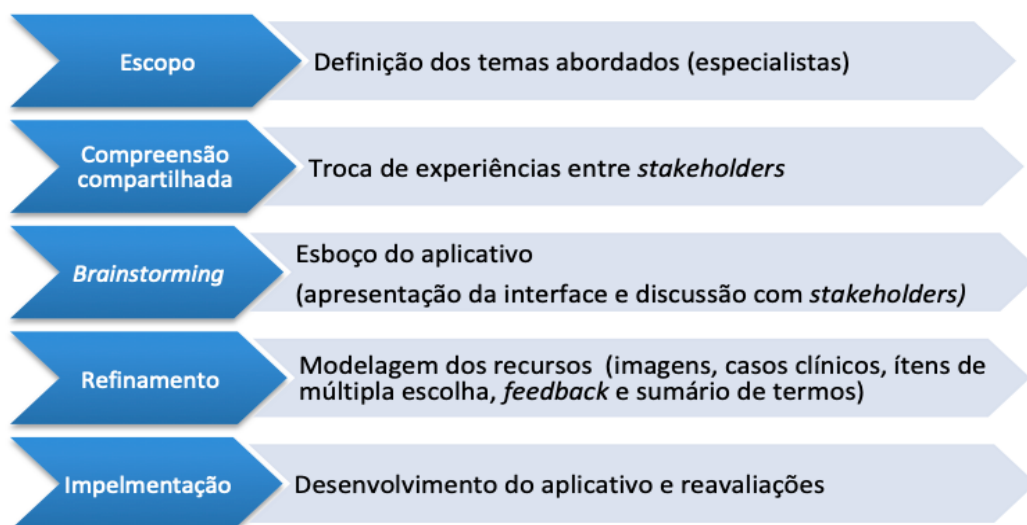 Escopo
Definição dos temas abordados (especialistas)
Compreensão
compartilhada
Troca de experiências entre stakeholders
Brainstorming
Esboço do aplicativo
(apresentação da interface e discussão com stakeholders)
Refinamento
Modelagem dos recursos (imagens, casos clínicos, ítens de
múltipla escolha, feedback e sumário de termos)
Impelmentação
Desenvolvimento do aplicativo e reavaliações